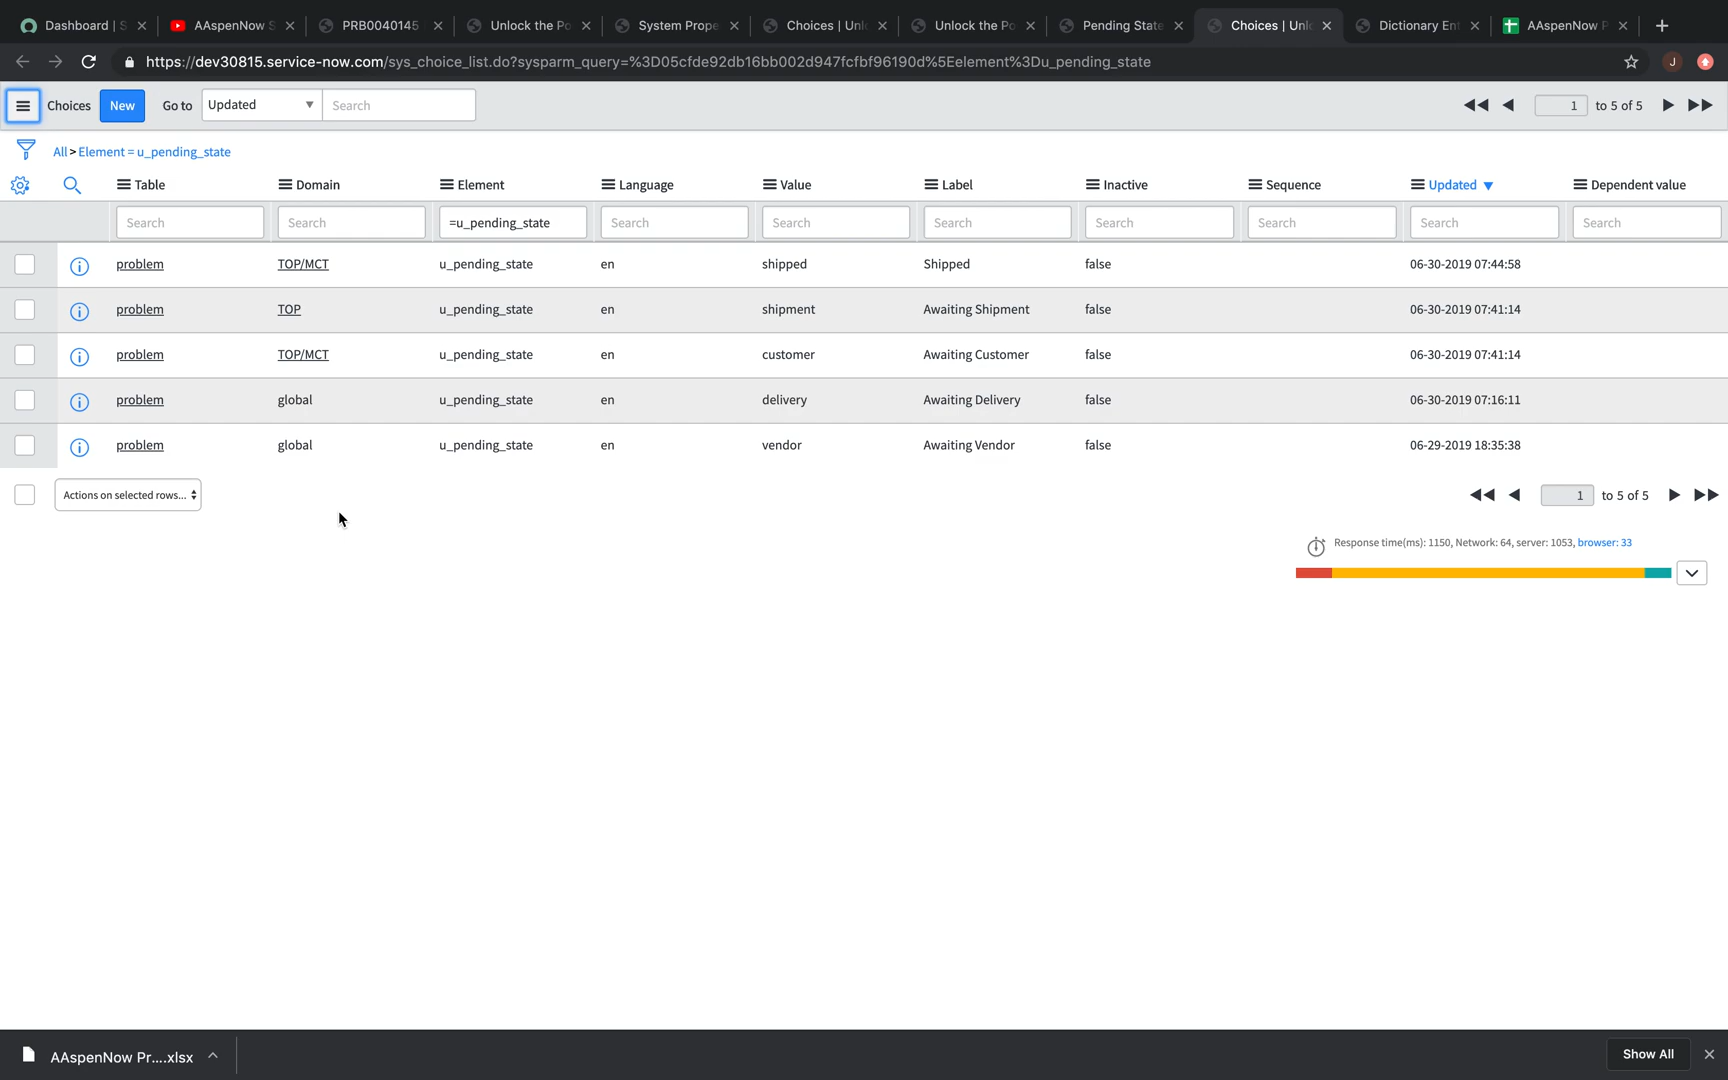 Dashboard | S
AAspenNow S
PRB0040145
Unlock the Po
System Prope
Choices | Unl
Unlock the Po
Pending State
Choices | Unl
Dictionary En
AAspenNow P
https://dev30815.service-now.com/sys_choice_list.do?sysparm_query=%3D05cfde92db16bb002d947fcfbf96190d%5Eelement%3Du_pending_state
J
Choices New Go to Updated Search 1 to 5 of 5
All > Element = u_pending_state
Table Domain Element Language Value Label Inactive Sequence Updated Dependent value
Search Search =u_pending_state Search Search Search Search Search Search Search
problem TOP/MCT u_pending_state en shipped Shipped false 06-30-2019 07:44:58
problem TOP u_pending_state en shipment Awaiting Shipment false 06-30-2019 07:41:14
problem TOP/MCT u_pending_state en customer Awaiting Customer false 06-30-2019 07:41:14
problem global u_pending_state en delivery Awaiting Delivery false 06-30-2019 07:16:11
problem global u_pending_state en vendor Awaiting Vendor false 06-29-2019 18:35:38
Actions on selected rows... 1 to 5 of 5
Response time(ms): 1150, Network: 64, server: 1053, browser: 33
AAspenNow Pr....xlsx Show All